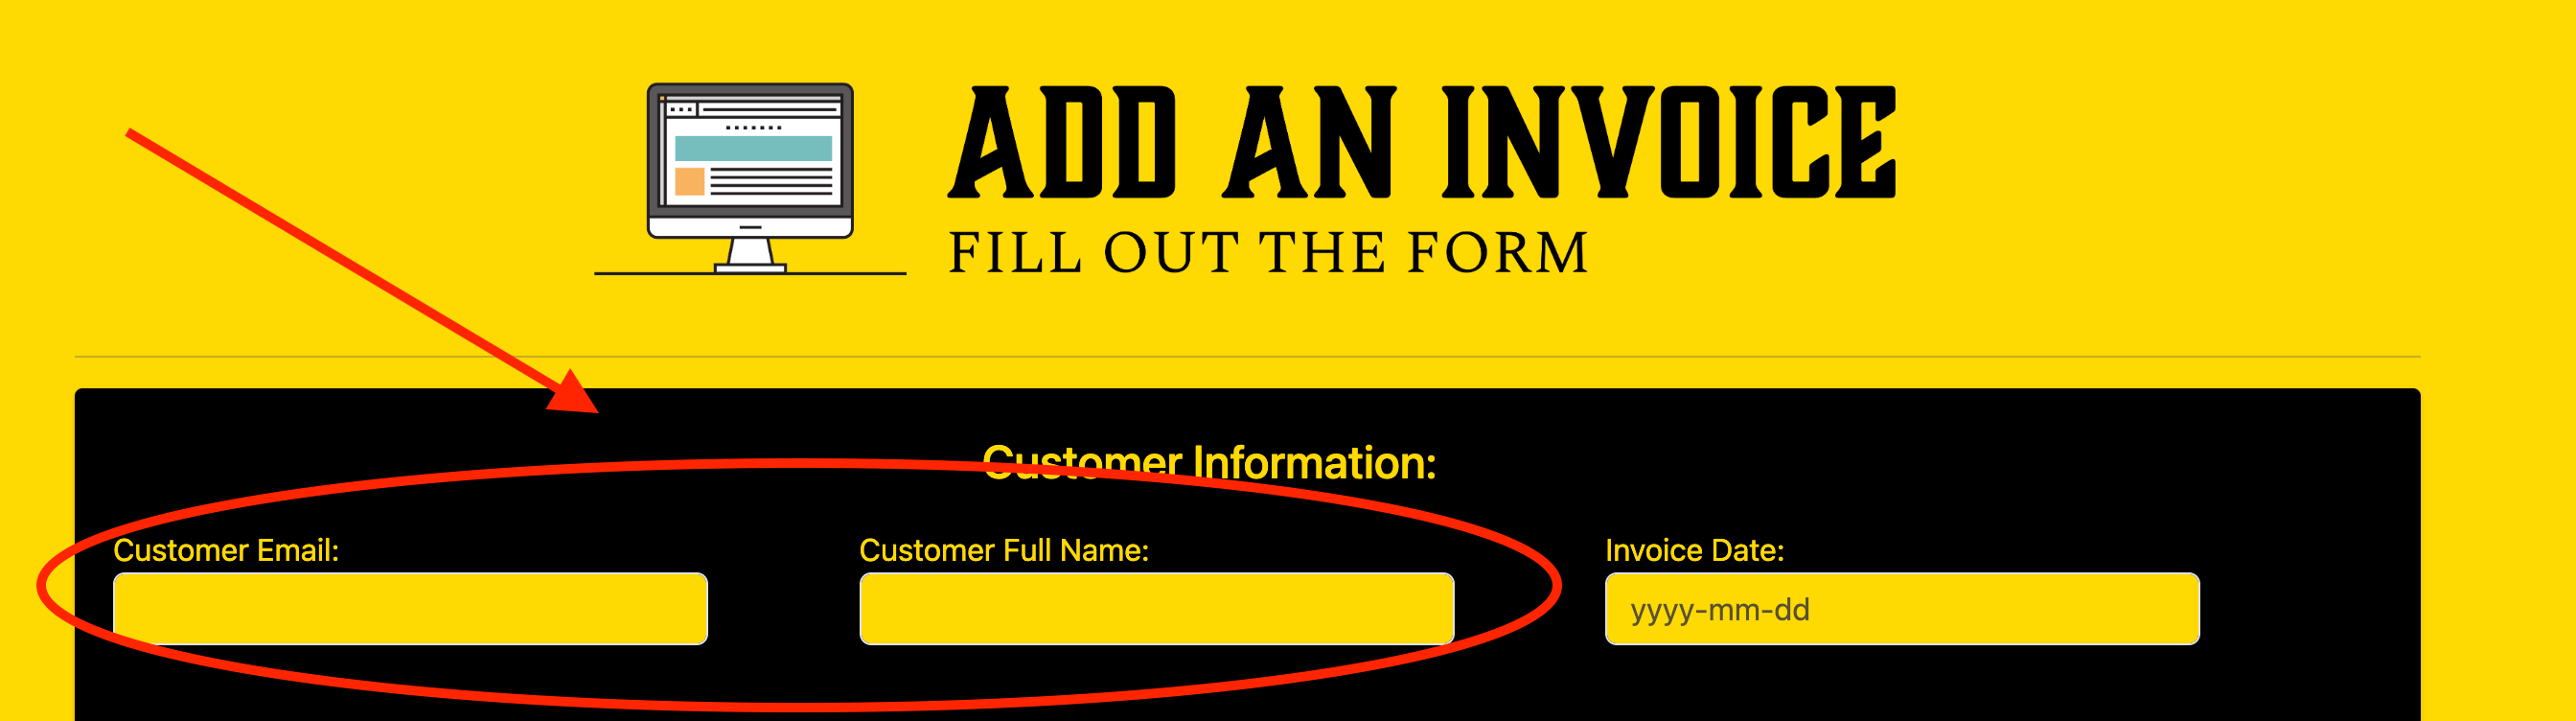 ADD AN INVOICE
FILL OUT THE FORM
Customer Information:
Customer Email: Customer Full Name: Invoice Date:
yyyy-mm-dd